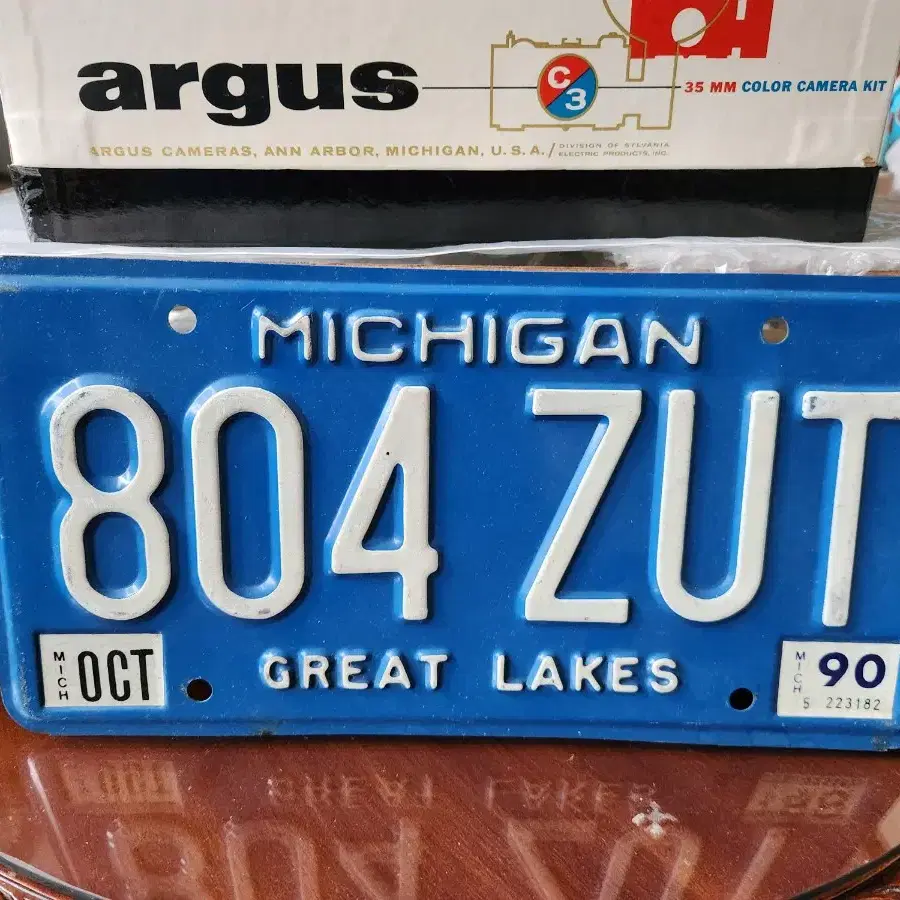 argus
C3
35 MM COLOR CAMERA KIT
ARGUS CAMERAS, ANN ARBOR, MICHIGAN, U.S.A. / DIVISION OF SYLVANIA
ELECTRIC PRODUCTS, INC.
MICHIGAN
804 ZUT
MICH OCT
GREAT LAKES
MICH 90
5 223182